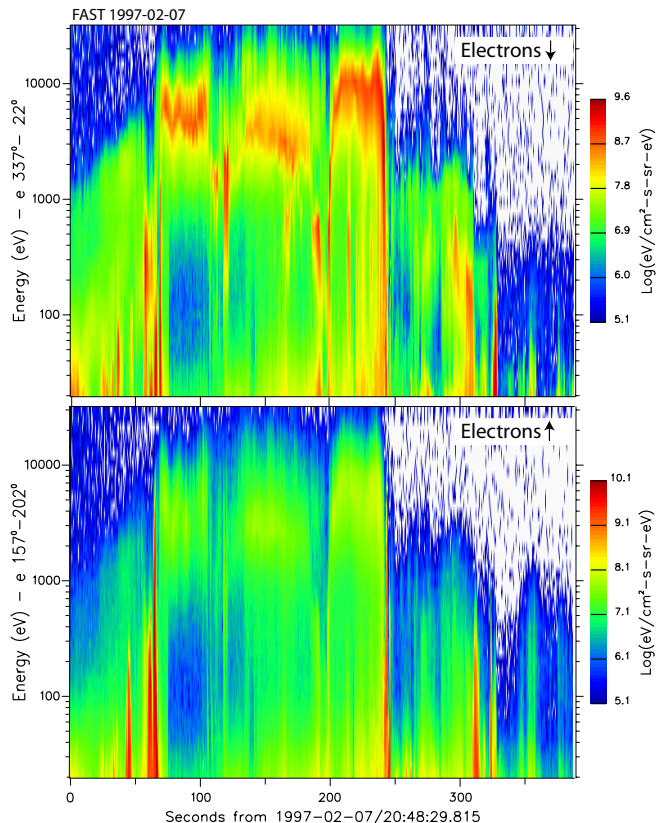 FAST 1997-02-07
Electrons↓
Energy (eV) - e 337°- 22°
10000
1000
100
9.6
8.7
7.8
6.9
6.0
5.1
Log(eV/cm²-s-sr-eV)
Electrons↑
Energy (eV) - e 157°-202°
10000
1000
100
10.1
9.1
8.1
7.1
6.1
5.1
Log(eV/cm²-s-sr-eV)
0 100 200 300
Seconds from 1997-02-07/20:48:29.815